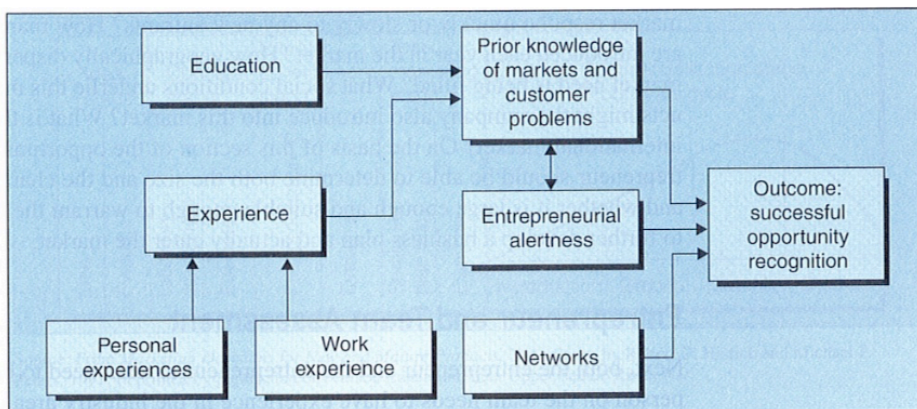 Education
Prior knowledge
of markets and
customer
problems
Experience
Entrepreneurial
alertness
Outcome:
successful
opportunity
recognition
Personal
experiences
Work
experience
Networks